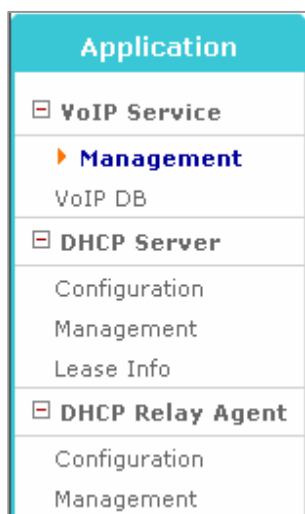 Application
VoIP Service
Management
VoIP DB
DHCP Server
Configuration
Management
Lease Info
DHCP Relay Agent
Configuration
Management